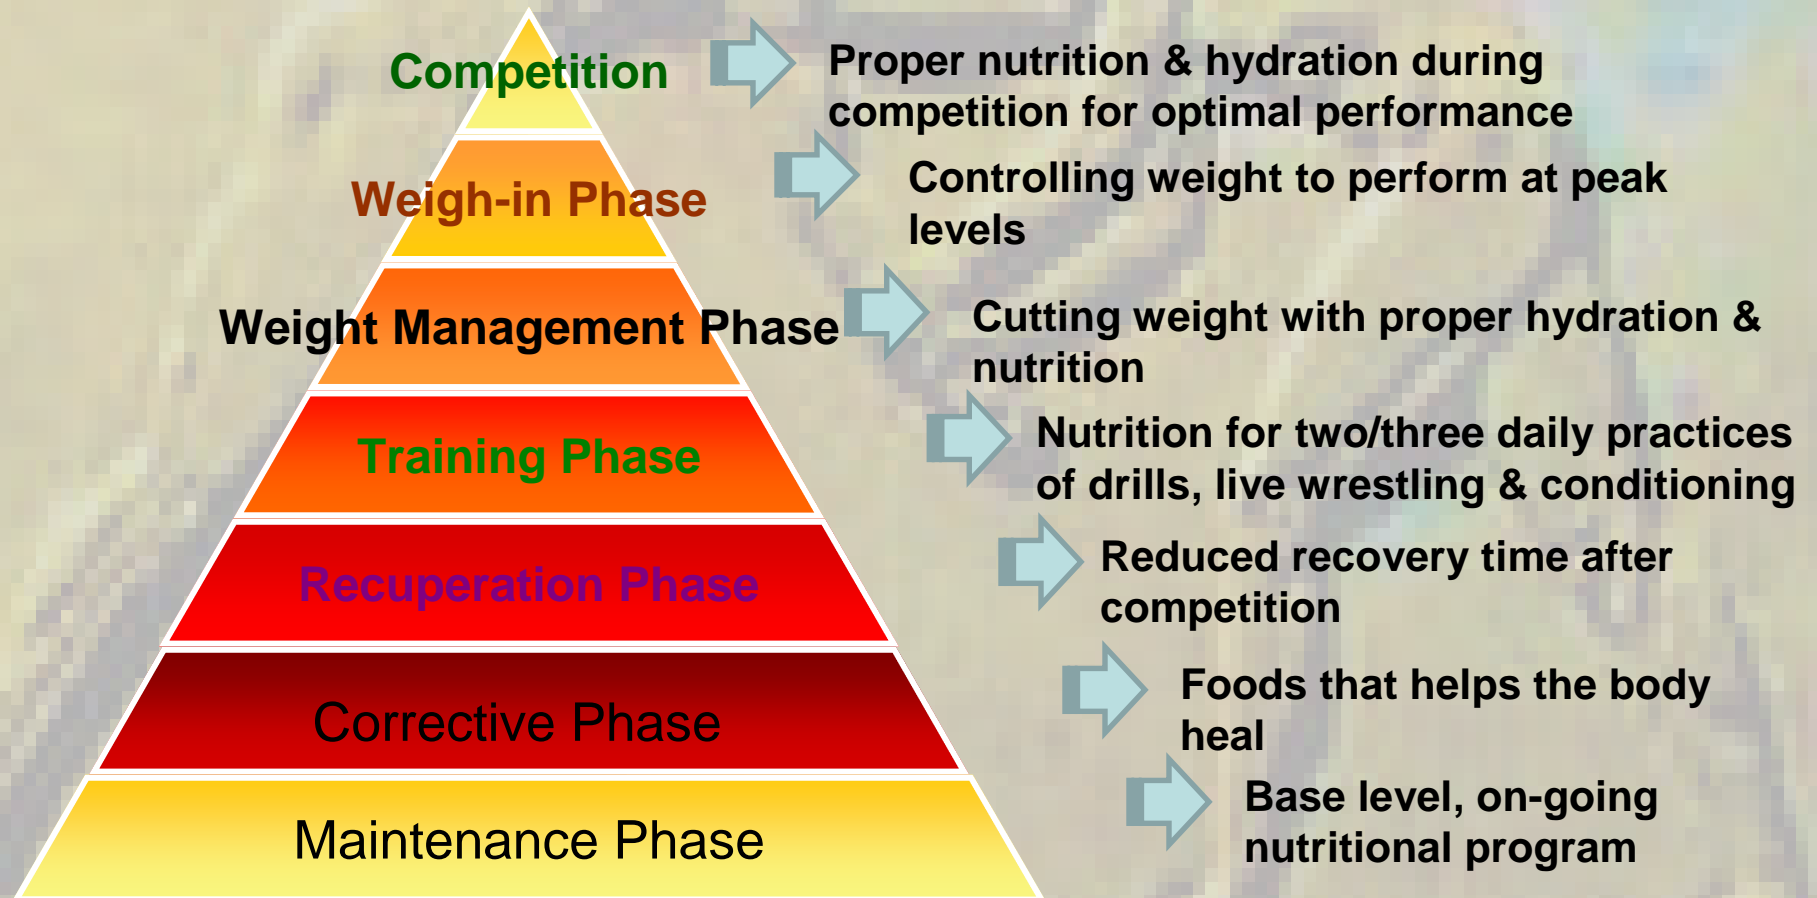 Competition
Proper nutrition & hydration during
competition for optimal performance
Weigh-in Phase
Controlling weight to perform at peak
levels
Weight Management Phase
Cutting weight with proper hydration &
nutrition
Training Phase
Nutrition for two/three daily practices
of drills, live wrestling & conditioning
Recuperation Phase
Reduced recovery time after
competition
Corrective Phase
Foods that helps the body
heal
Maintenance Phase
Base level, on-going
nutritional program